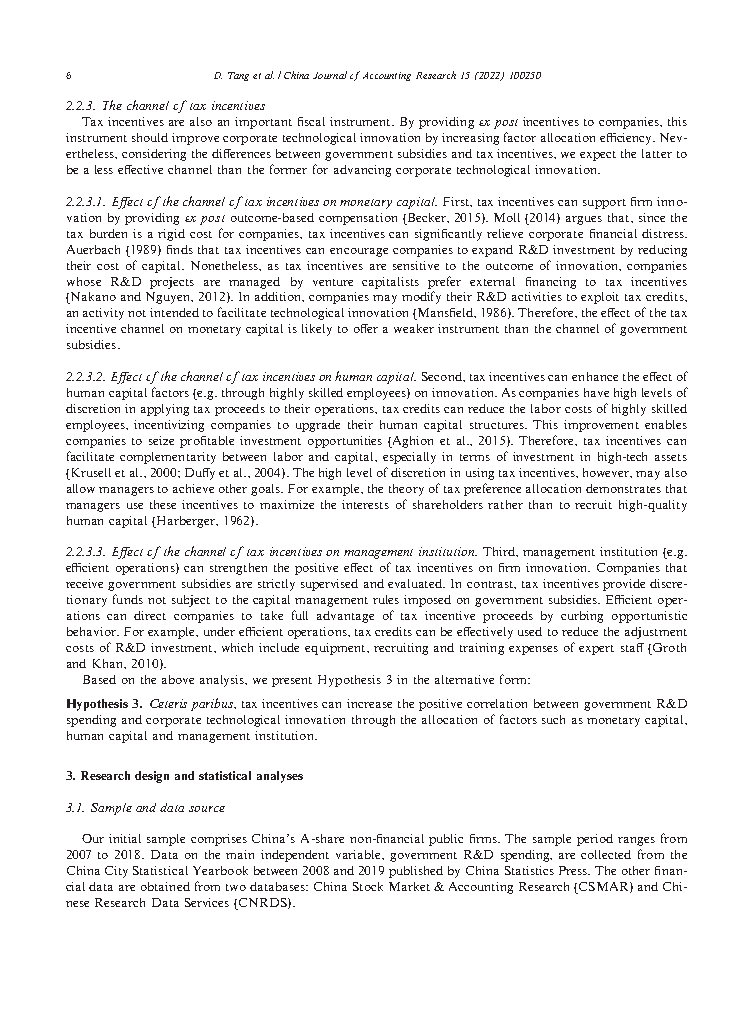 6
D. Tang et al. / China Journal of Accounting Research 15 (2022) 100250
2.2.3. The channel of tax incentives
Tax incentives are also an important fiscal instrument. By providing ex post incentives to companies, this
instrument should improve corporate technological innovation by increasing factor allocation efficiency. Nev-
ertheless, considering the differences between government subsidies and tax incentives, we expect the latter to
be a less effective channel than the former for advancing corporate technological innovation.
2.2.3.1. Effect of the channel of tax incentives on monetary capital. First, tax incentives can support firm inno-
vation by providing ex post outcome-based compensation (Becker, 2015). Moll (2014) argues that, since the
tax burden is a rigid cost for companies, tax incentives can significantly relieve corporate financial distress.
Auerbach (1989) finds that tax incentives can encourage companies to expand R&D investment by reducing
their cost of capital. Nonetheless, as tax incentives are sensitive to the outcome of innovation, companies
whose R&D projects are managed by venture capitalists prefer external financing to tax incentives
(Nakano and Nguyen, 2012). In addition, companies may modify their R&D activities to exploit tax credits,
an activity not intended to facilitate technological innovation (Mansfield, 1986). Therefore, the effect of the tax
incentive channel on monetary capital is likely to offer a weaker instrument than the channel of government
subsidies.
2.2.3.2. Effect of the channel of tax incentives on human capital. Second, tax incentives can enhance the effect of
human capital factors (e.g. through highly skilled employees) on innovation. As companies have high levels of
discretion in applying tax proceeds to their operations, tax credits can reduce the labor costs of highly skilled
employees, incentivizing companies to upgrade their human capital structures. This improvement enables
companies to seize profitable investment opportunities (Aghion et al., 2015). Therefore, tax incentives can
facilitate complementarity between labor and capital, especially in terms of investment in high-tech assets
(Krusell et al., 2000; Duffy et al., 2004). The high level of discretion in using tax incentives, however, may also
allow managers to achieve other goals. For example, the theory of tax preference allocation demonstrates that
managers use these incentives to maximize the interests of shareholders rather than to recruit high-quality
human capital (Harberger, 1962).
2.2.3.3. Effect of the channel of tax incentives on management institution. Third, management institution (e.g.
efficient operations) can strengthen the positive effect of tax incentives on firm innovation. Companies that
receive government subsidies are strictly supervised and evaluated. In contrast, tax incentives provide discre-
tionary funds not subject to the capital management rules imposed on government subsidies. Efficient oper-
ations can direct companies to take full advantage of tax incentive proceeds by curbing opportunistic
behavior. For example, under efficient operations, tax credits can be effectively used to reduce the adjustment
costs of R&D investment, which include equipment, recruiting and training expenses of expert staff (Groth
and Khan, 2010).
Based on the above analysis, we present Hypothesis 3 in the alternative form:
Hypothesis 3. Ceteris paribus, tax incentives can increase the positive correlation between government R&D
spending and corporate technological innovation through the allocation of factors such as monetary capital,
human capital and management institution.
3. Research design and statistical analyses
3.1. Sample and data source
Our initial sample comprises China's A-share non-financial public firms. The sample period ranges from
2007 to 2018. Data on the main independent variable, government R&D spending, are collected from the
China City Statistical Yearbook between 2008 and 2019 published by China Statistics Press. The other finan-
cial data are obtained from two databases: China Stock Market & Accounting Research (CSMAR) and Chi-
nese Research Data Services (CNRDS).